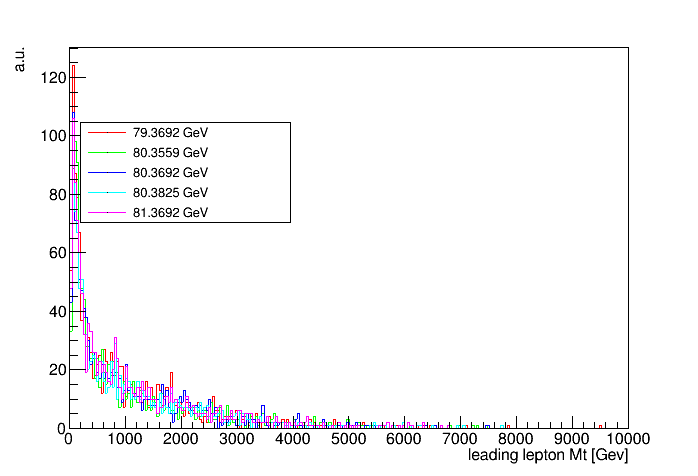 a.u.
120
100
80
60
40
20
0
79.3692 GeV
80.3559 GeV
80.3692 GeV
80.3825 GeV
81.3692 GeV
0 1000 2000 3000 4000 5000 6000 7000 8000 9000 10000
leading lepton Mt [Gev]